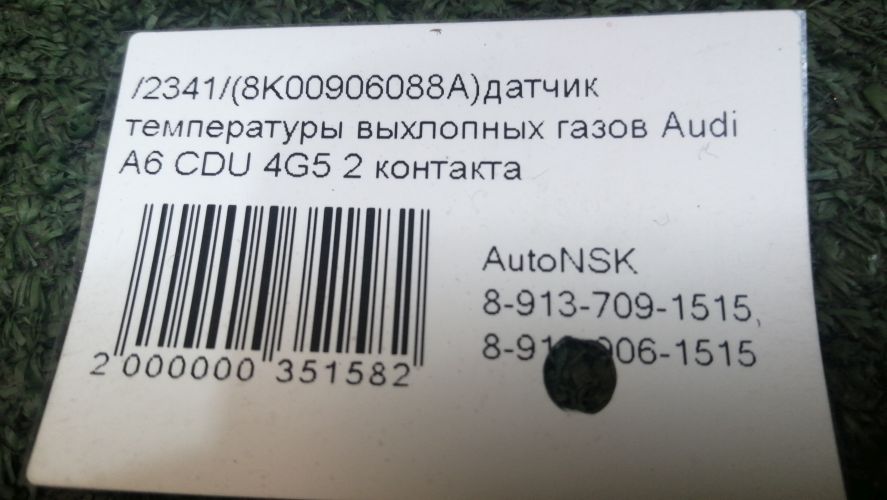 /2341/(8K00906088A)датчик
температуры выхлопных газов Audi
A6 CDU 4G5 2 контакта
AutoNSK
8-913-709-1515,
2 000000 351582